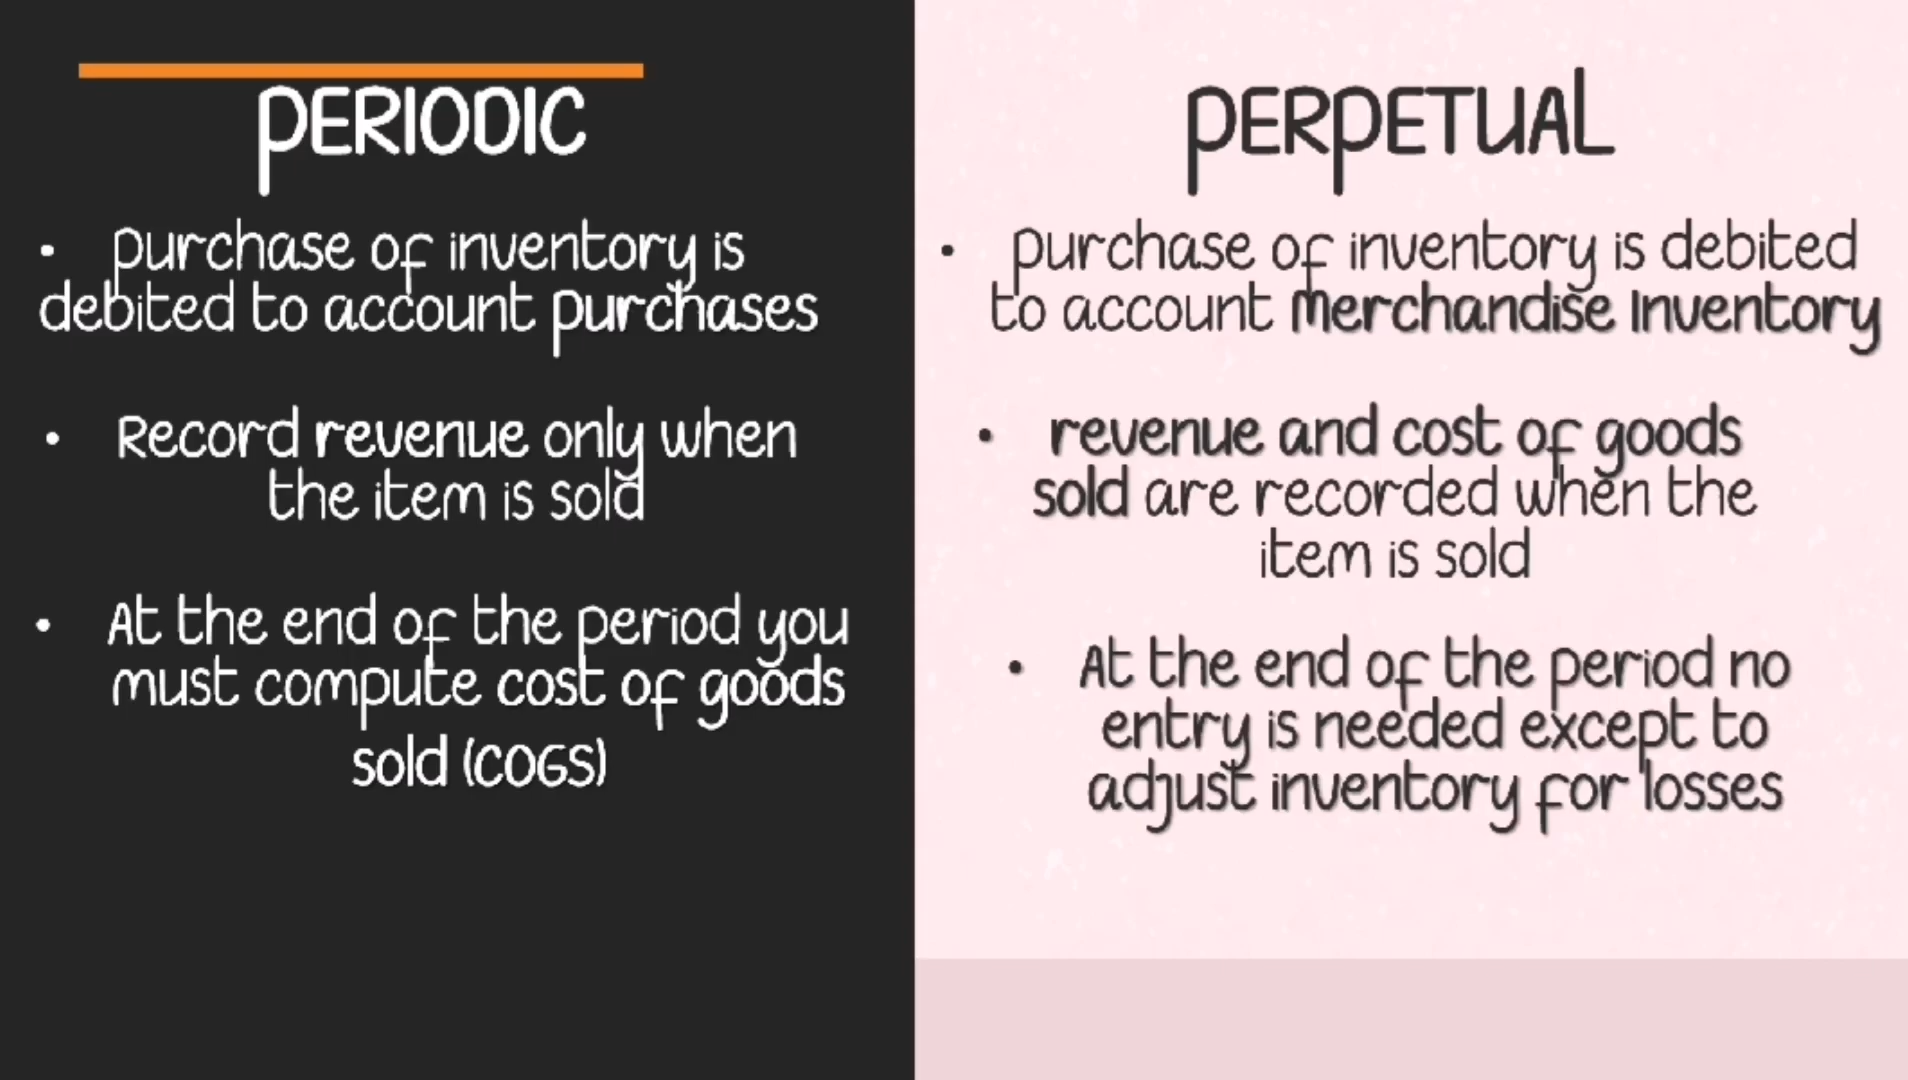 PERIODIC
• Purchase of inventory is
debited to account Purchases
• Record revenue only when
the item is sold
• At the end of the period you
must compute cost of goods
sold (COGS)
PERPETUAL
• Purchase of inventory is debited
to account Merchandise Inventory
• revenue and cost of goods
sold are recorded when the
item is sold
• At the end of the period no
entry is needed except to
adjust inventory for losses